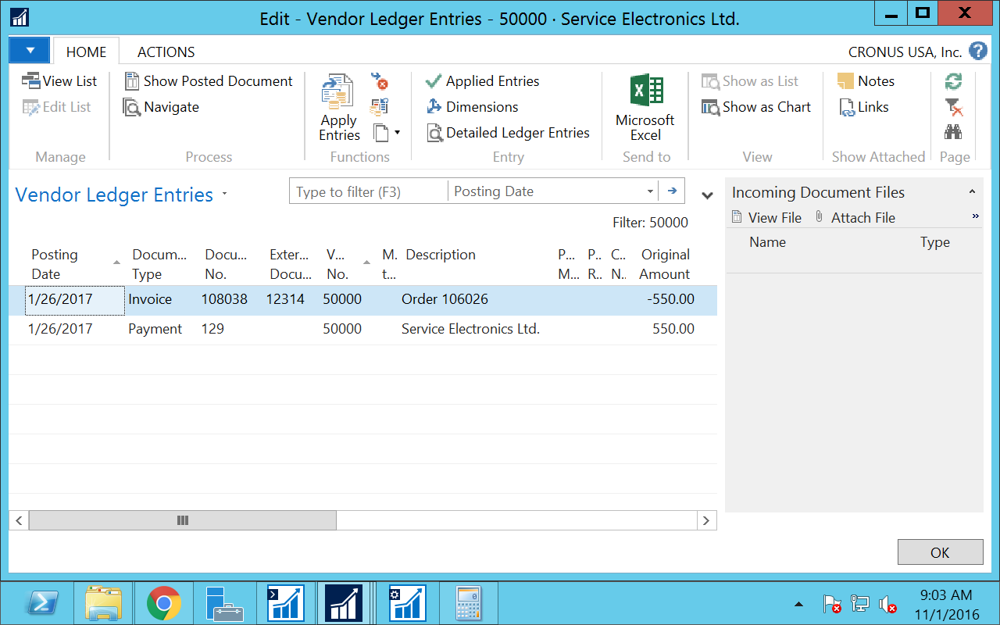 Edit - Vendor Ledger Entries - 50000 · Service Electronics Ltd.
HOME ACTIONS CRONUS USA, Inc. ?
View List Show Posted Document Applied Entries Show as List Notes
Edit List Navigate Apply Entries Dimensions Microsoft Excel Show as Chart Links
Detailed Ledger Entries
Manage Process Functions Entry Send to View Show Attached Page
Vendor Ledger Entries Type to filter (F3) Posting Date
Filter: 50000
Posting Date Docum... Type Docu... No. Exter... Docu... V... No. M. t... Description P... M... P.. R.. C.. N.. Original Amount
1/26/2017 Invoice 108038 12314 50000 Order 106026 -550.00
1/26/2017 Payment 129 50000 Service Electronics Ltd. 550.00
Incoming Document Files
View File Attach File »
Name Type
OK
9:03 AM
11/1/2016